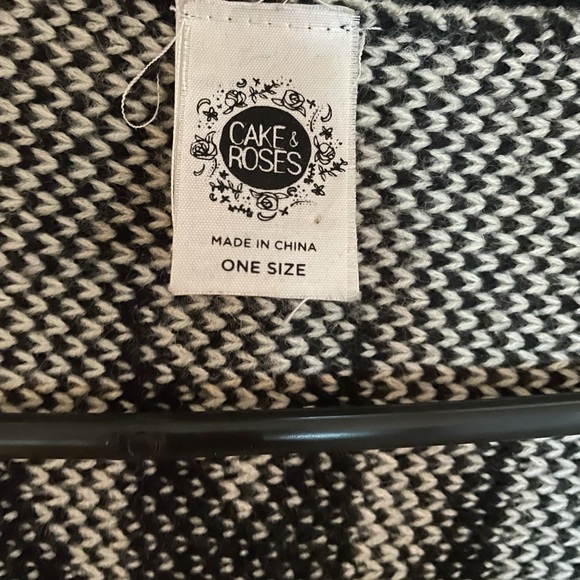 CAKE &
ROSES
MADE IN CHINA
ONE SIZE